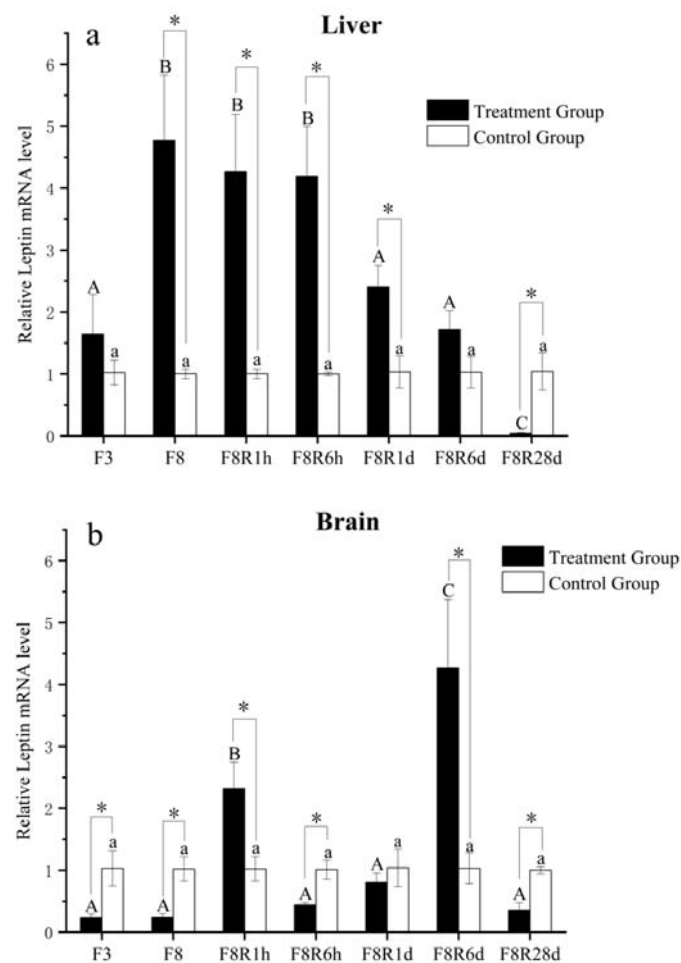 a
Liver
Relative Leptin mRNA level
6
5
4
3
2
1
0
Treatment Group
Control Group
*
*
*
*
*
A
B
B
B
A
A
C
a
a
a
a
a
a
a
F3
F8
F8R1h
F8R6h
F8R1d
F8R6d
F8R28d
b
Brain
Relative Leptin mRNA level
6
5
4
3
2
1
0
Treatment Group
Control Group
*
*
*
*
*
*
A
A
B
A
A
C
A
a
a
a
a
a
a
a
F3
F8
F8R1h
F8R6h
F8R1d
F8R6d
F8R28d